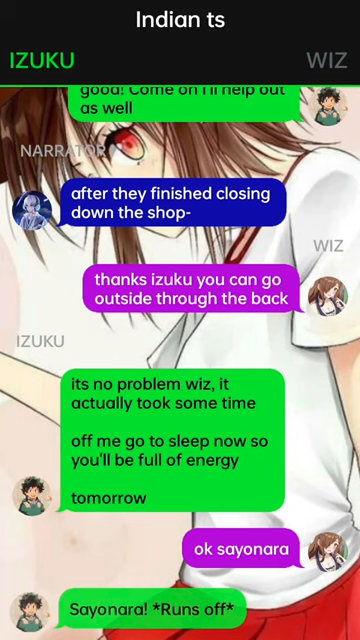 Indian ts
IZUKU
WIZ
good! Come on I'll help out
as well
NARRATOR
after they finished closing
down the shop-
WIZ
thanks izuku you can go
outside through the back
IZUKU
its no problem wiz, it
actually took some time
off me go to sleep now so
you'll be full of energy
tomorrow
ok sayonara
Sayonara! *Runs off*